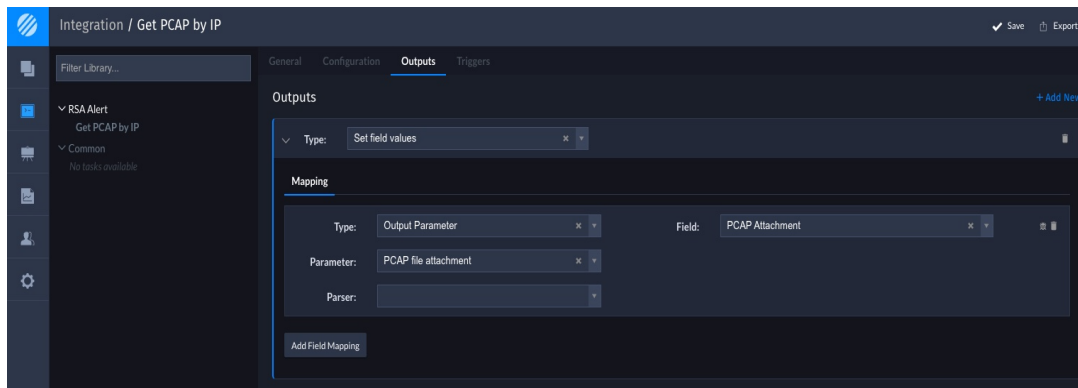 Integration / Get PCAP by IP
Save
Export
Filter Library...
RSA Alert
Get PCAP by IP
Common
No tasks available
General
Configuration
Outputs
Triggers
Outputs
+ Add New
Type: Set field values
Mapping
Type: Output Parameter
Field: PCAP Attachment
Parameter: PCAP file attachment
Parser:
Add Field Mapping